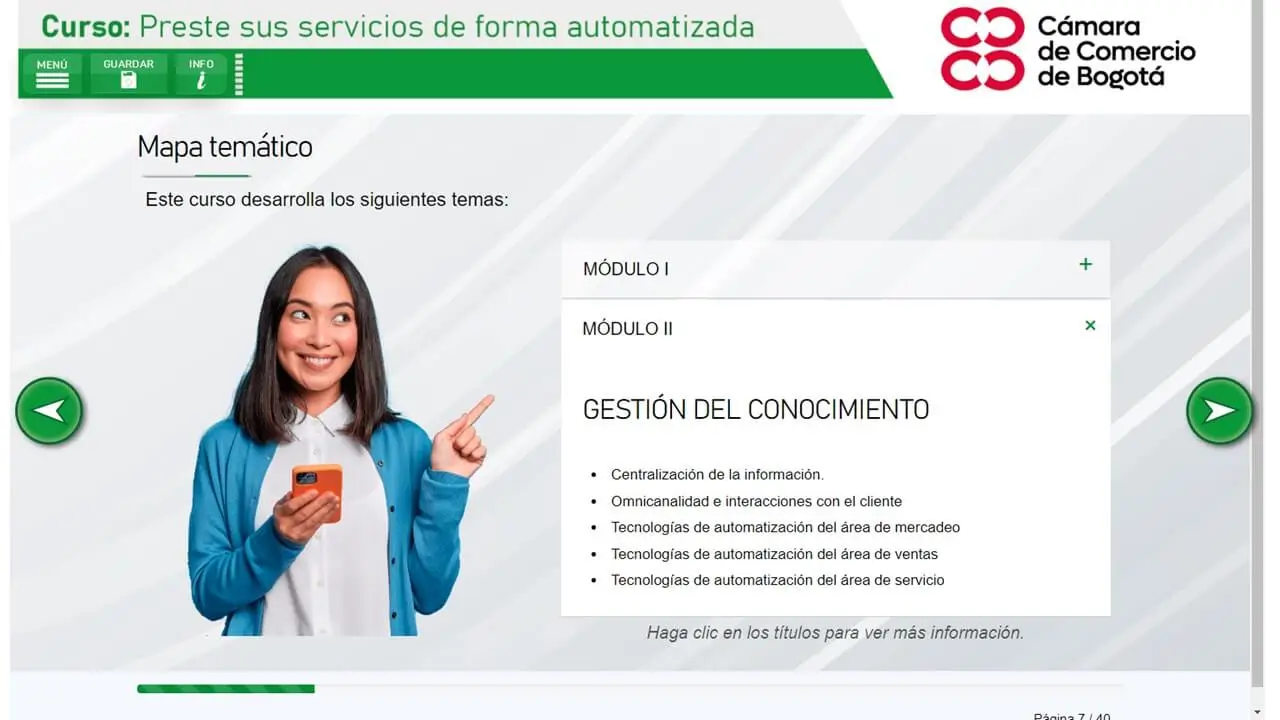 Curso: Preste sus servicios de forma automatizada
Cámara
de Comercio
de Bogotá
MENÚ
GUARDAR
INFO
i
Mapa temático
Este curso desarrolla los siguientes temas:
MÓDULO I
MÓDULO II
GESTIÓN DEL CONOCIMIENTO
• Centralización de la información.
• Omnicanalidad e interacciones con el cliente
• Tecnologías de automatización del área de mercadeo
• Tecnologías de automatización del área de ventas
• Tecnologías de automatización del área de servicio
Haga clic en los títulos para ver más información.
Página 7 / 40